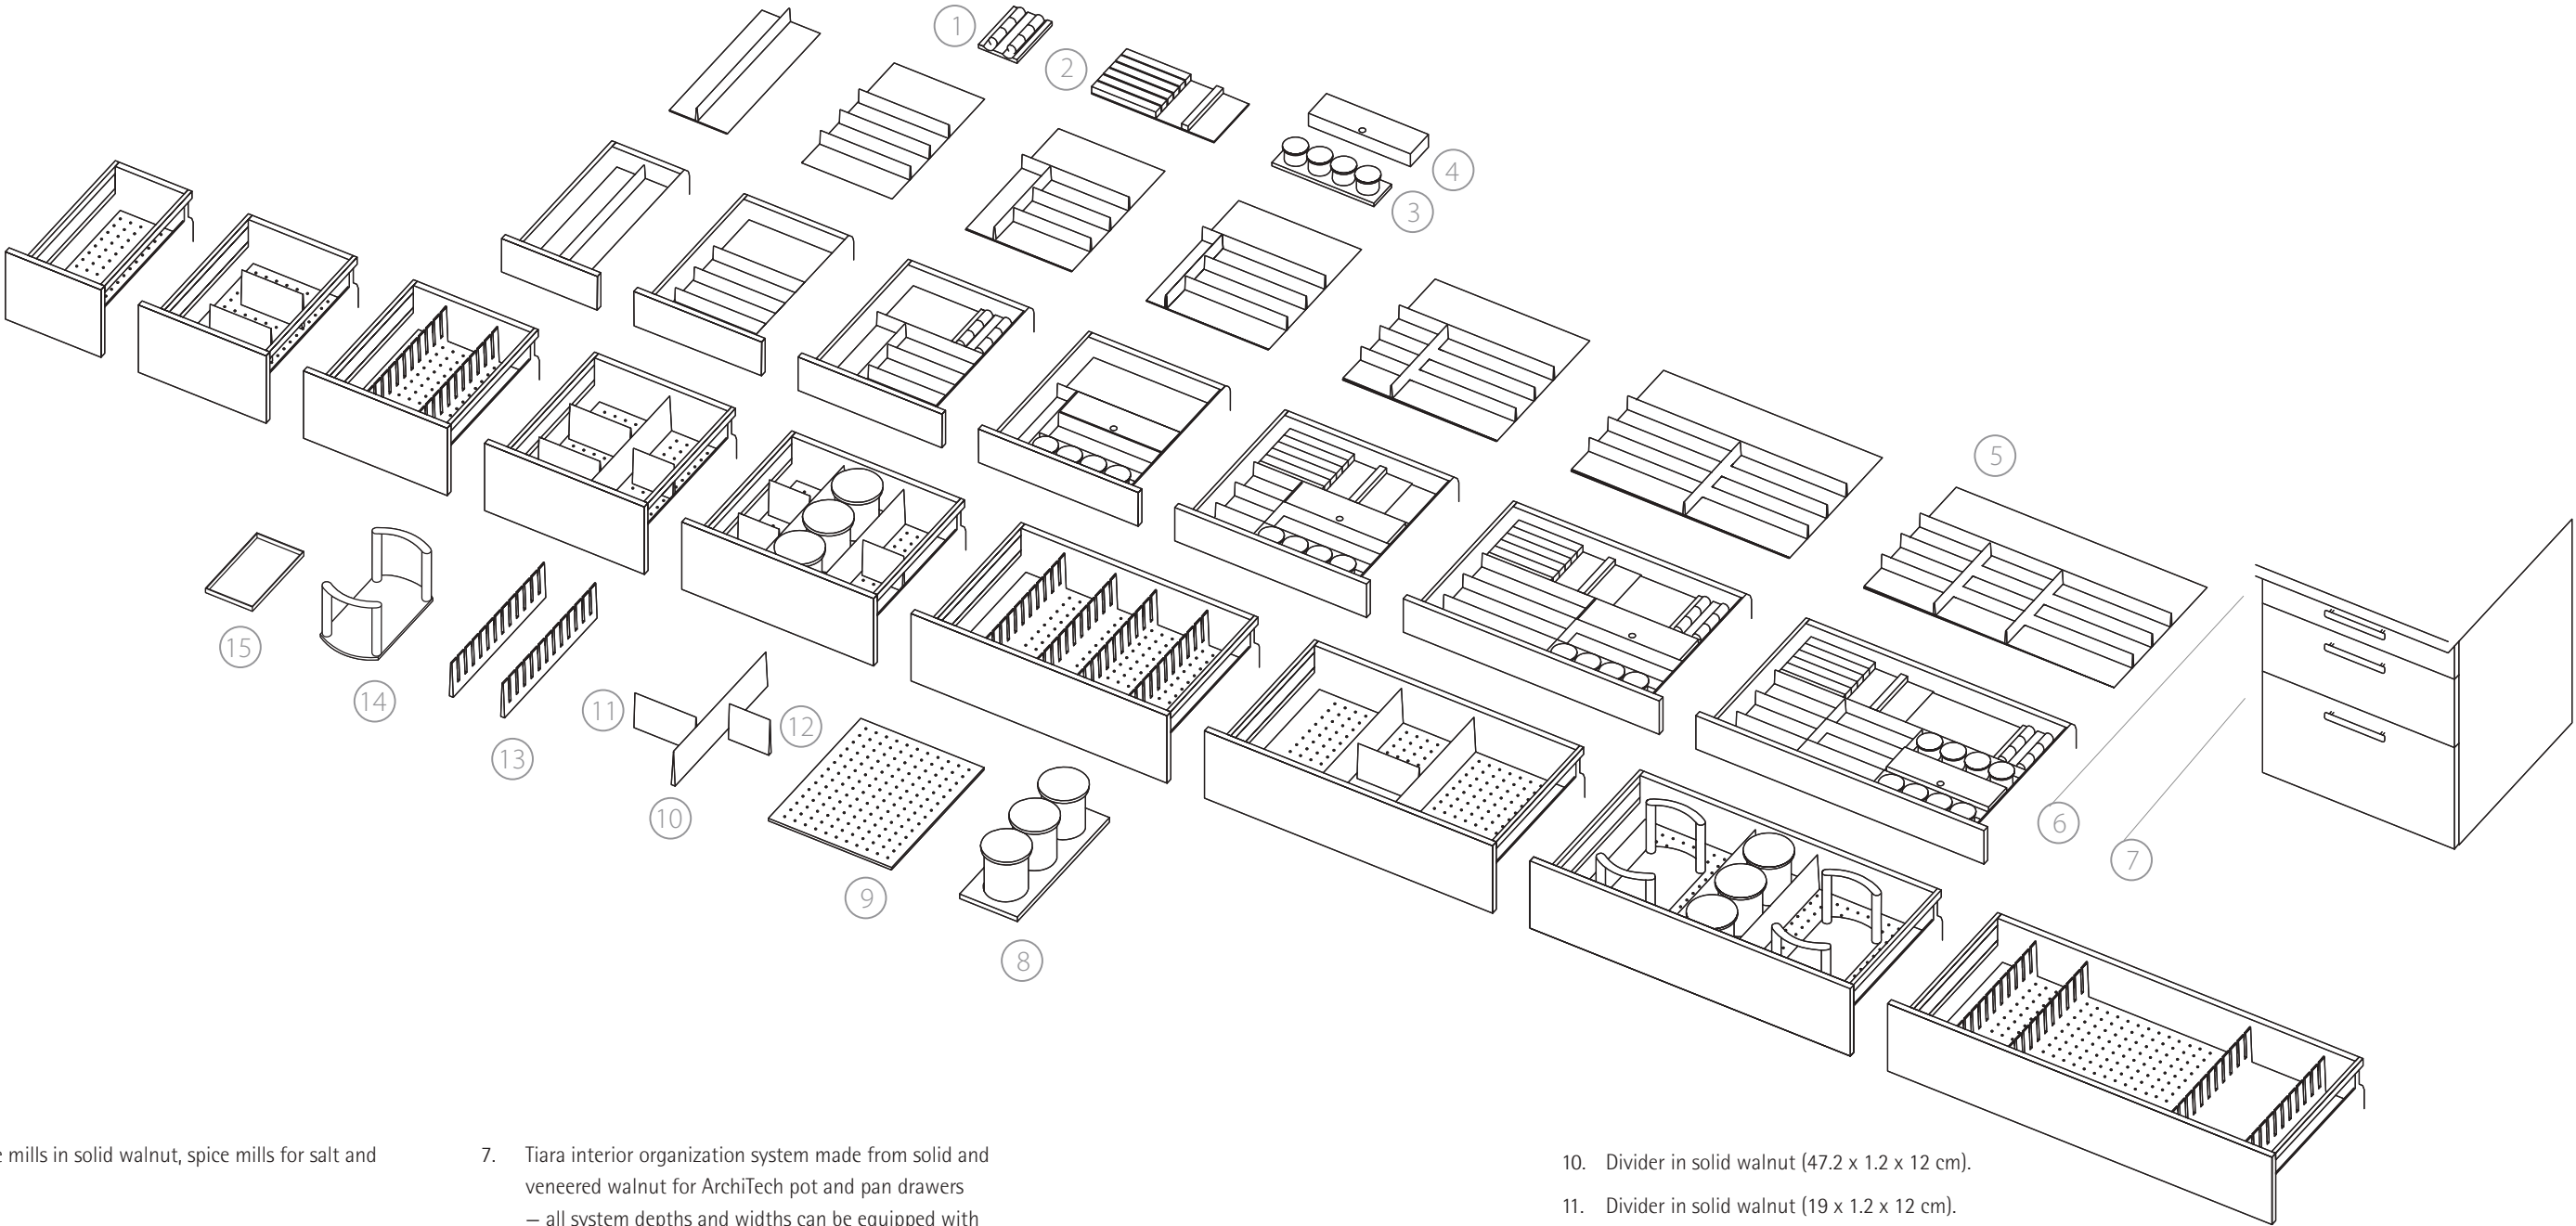 1
2
4
3
5
15
14
11
12
13
10
6
7
9
8
mills in solid walnut, spice mills for salt and
7. Tiara interior organization system made from solid and
veneered walnut for ArchiTech pot and pan drawers
– all system depths and widths can be equipped with
10. Divider in solid walnut (47.2 x 1.2 x 12 cm).
11. Divider in solid walnut (19 x 1.2 x 12 cm).